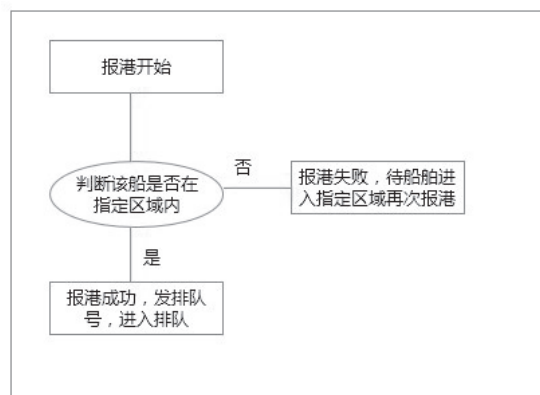 报港开始
否
判断该船是否在
指定区域内
报港失败，待船舶进
入指定区域再次报港
是
报港成功，发排队
号，进入排队